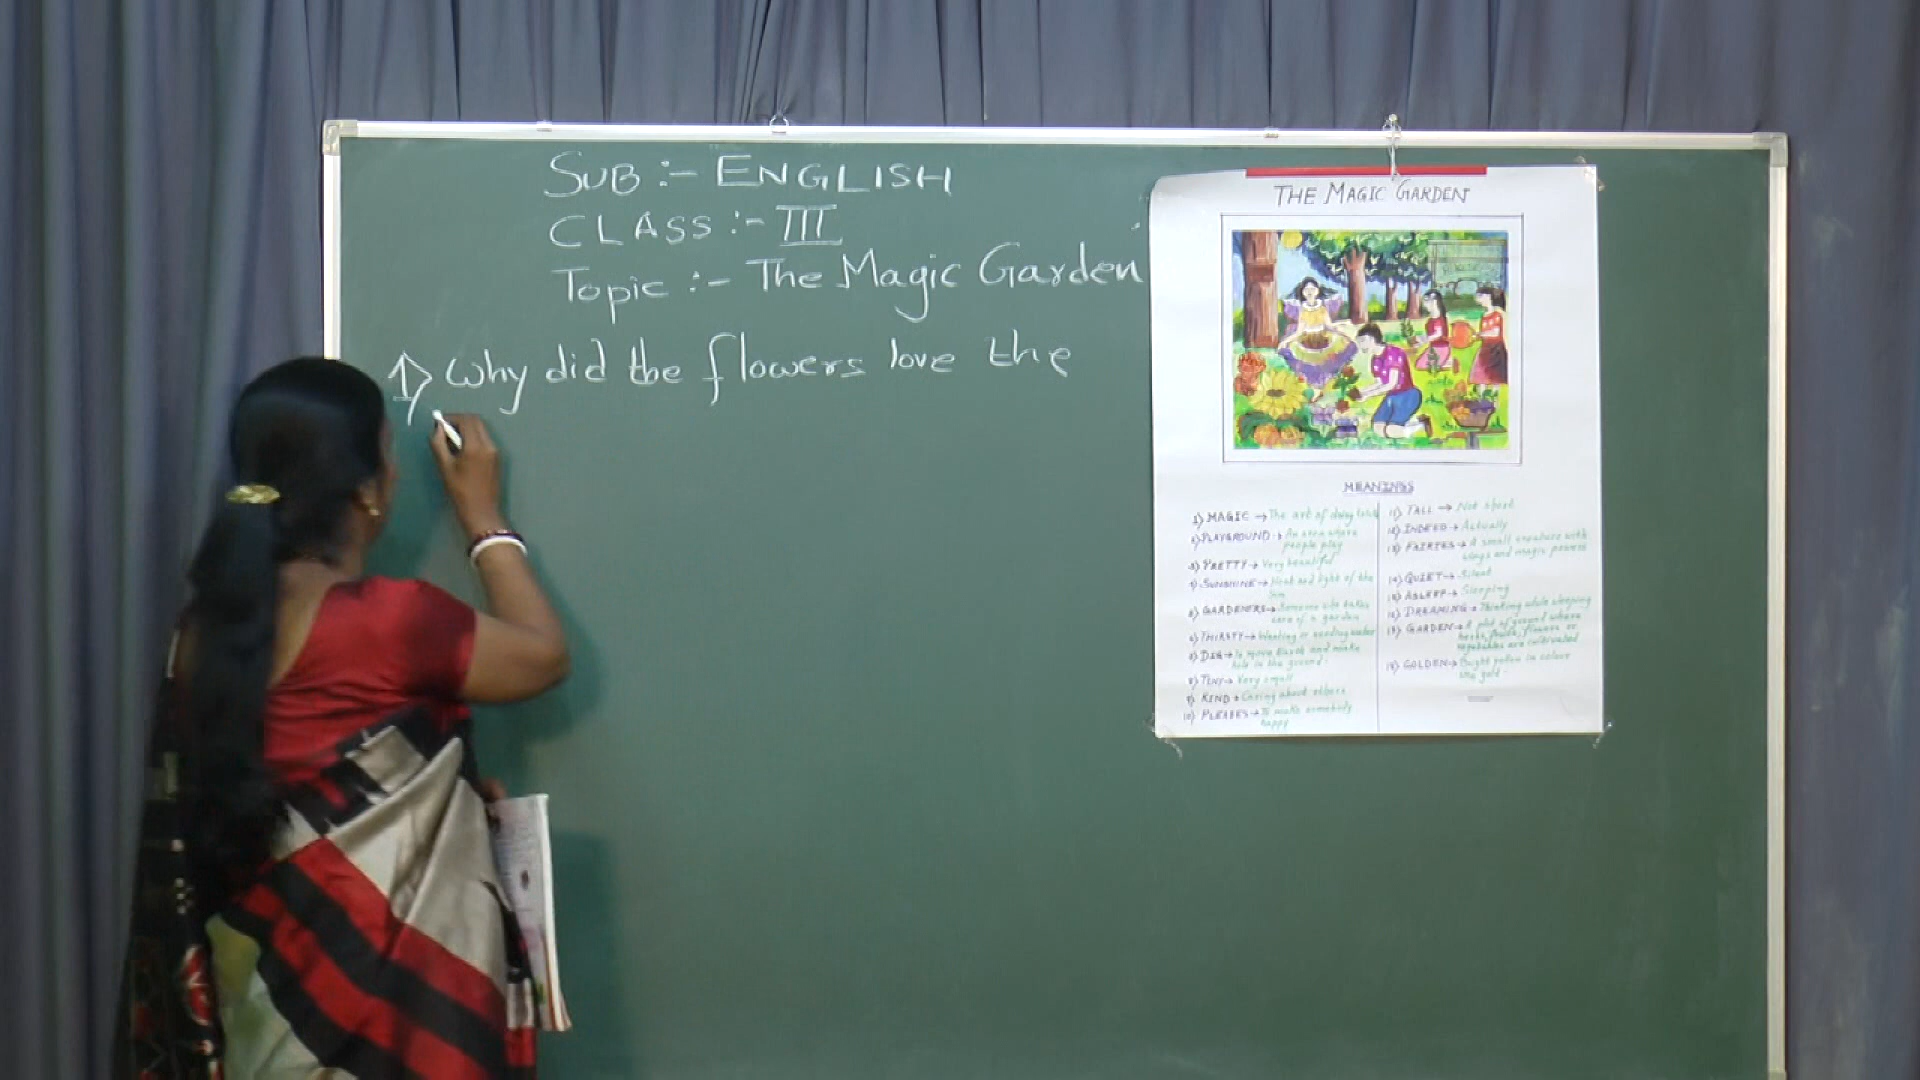 SUB :- ENGLISH
CLASS :- III
Topic :- The Magic Garden
1> Why did the flowers love the
THE MAGIC GARDEN
MEANINGS
1) MAGIC → The art of doing tricks
2) PLAYGROUND → An area where
people play
3) PRETTY → Very beautiful
4) SUNSHINE → Heat and light of the
Sun
5) GARDENERS → Someone who takes
care of a garden
6) THIRSTY → Wanting or needing water
7) DIG → To move Earth and make
hole in the ground.
8) TINY → Very small
9) KIND → Caring about others
10) PLEASES → To make somebody
happy
11) TALL → Not short
12) INDEED → Actually
13) FAIRIES → A small creature with
wings and magic powers
14) QUIET → Silent
15) ASLEEP → Sleeping
16) DREAMING → Thinking while sleeping
17) GARDEN → A plot of ground where
herbs, fruits, flowers or
vegetables are cultivated
18) GOLDEN → Bright yellow in colour
like gold.